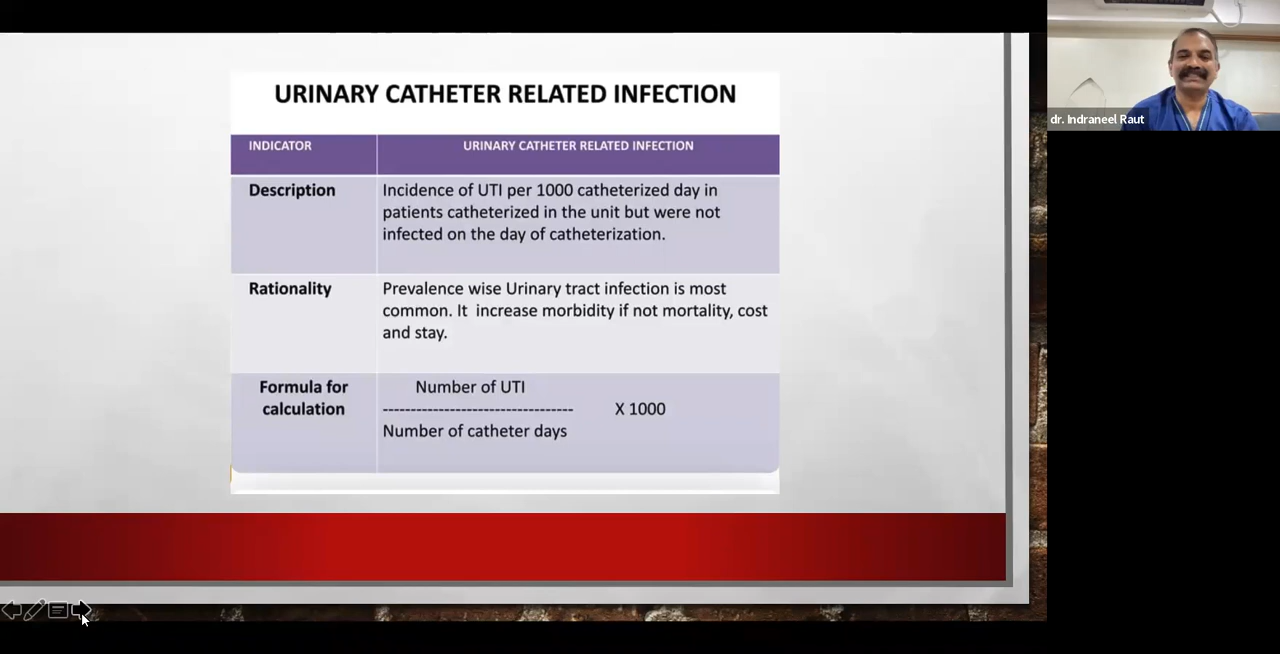 URINARY CATHETER RELATED INFECTION
INDICATOR
URINARY CATHETER RELATED INFECTION
Description
Incidence of UTI per 1000 catheterized day in
patients catheterized in the unit but were not
infected on the day of catheterization.
Rationality
Prevalence wise Urinary tract infection is most
common. It increase morbidity if not mortality, cost
and stay.
Formula for
calculation
Number of UTI
---------------------------------- X 1000
Number of catheter days
dr. Indraneel Raut